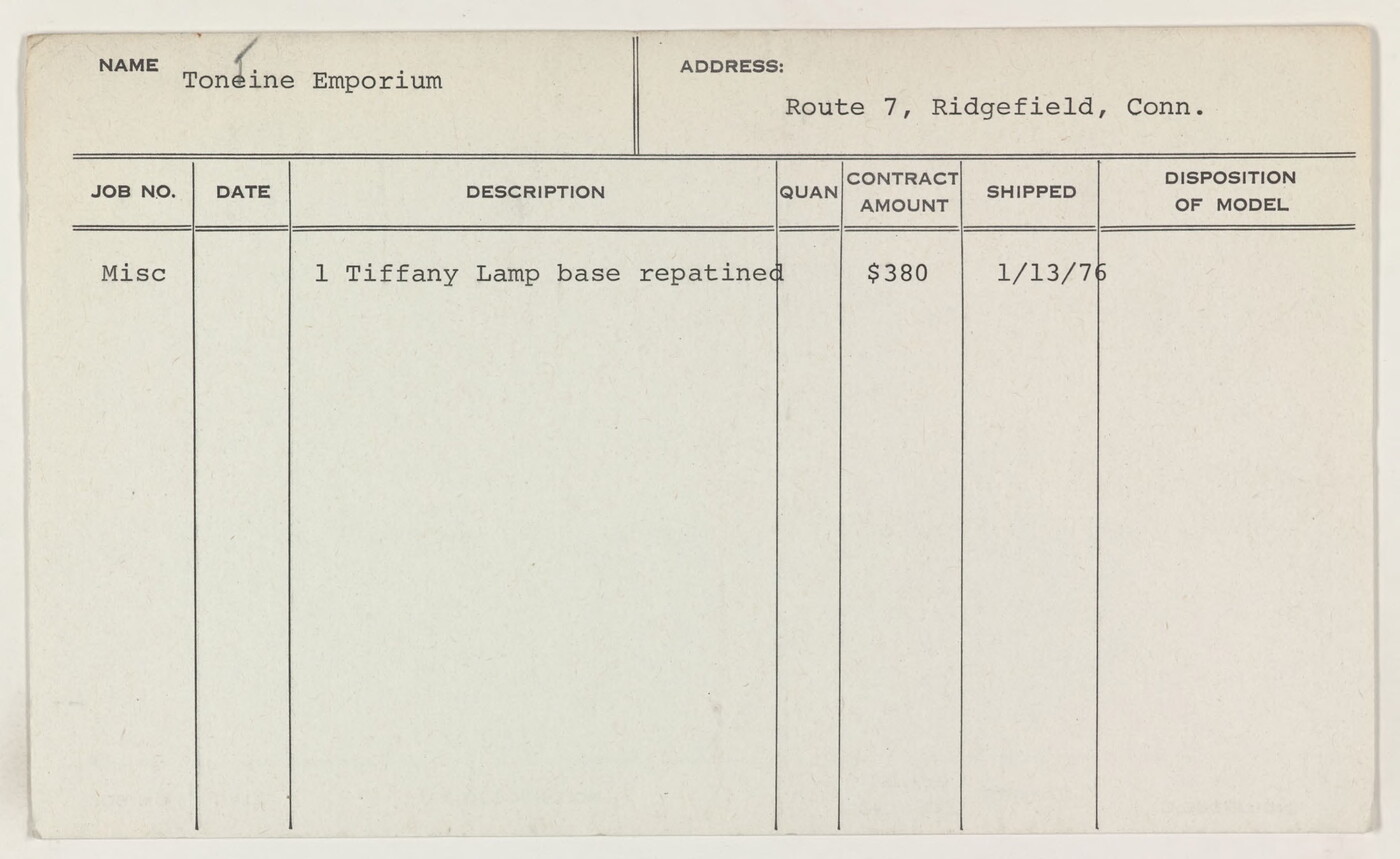 NAME
Toneine Emporium
ADDRESS:
Route 7, Ridgefield, Conn.
JOB NO. DATE DESCRIPTION QUAN CONTRACT AMOUNT SHIPPED DISPOSITION OF MODEL
Misc 1 Tiffany Lamp base repatined $380 1/13/76